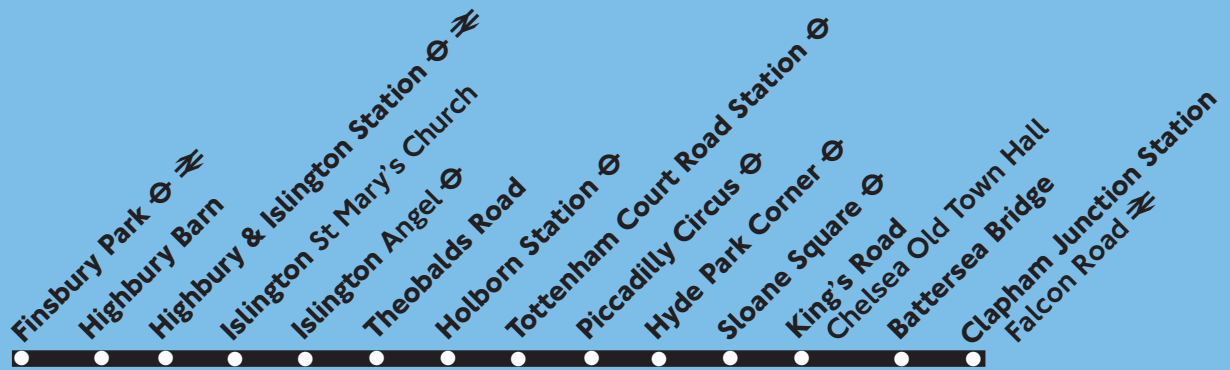 Finsbury Park
Highbury Barn
Highbury & Islington Station
Islington St Mary's Church
Islington Angel
Theobalds Road
Holborn Station
Tottenham Court Road Station
Piccadilly Circus
Hyde Park Corner
Sloane Square
King's Road
Chelsea Old Town Hall
Battersea Bridge
Clapham Junction Station
Falcon Road